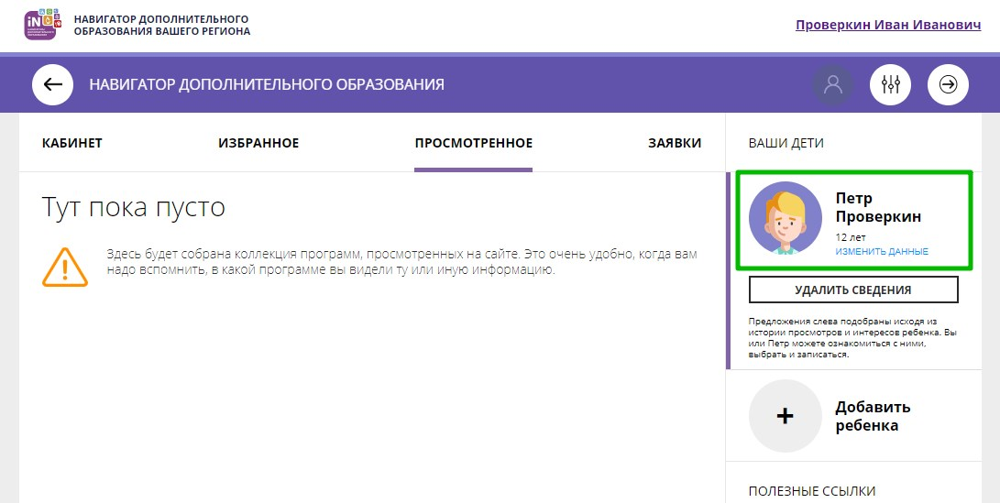 iN
НАВИГАТОР ДОПОЛНИТЕЛЬНОГО
ОБРАЗОВАНИЯ ВАШЕГО РЕГИОНА
Проверкин Иван Иванович
НАВИГАТОР ДОПОЛНИТЕЛЬНОГО ОБРАЗОВАНИЯ
КАБИНЕТ
ИЗБРАННОЕ
ПРОСМОТРЕННОЕ
ЗАЯВКИ
Тут пока пусто
Здесь будет собрана коллекция программ, просмотренных на сайте. Это очень удобно, когда вам
надо вспомнить, в какой программе вы видели ту или иную информацию.
ВАШИ ДЕТИ
Петр
Проверкин
12 лет
ИЗМЕНИТЬ ДАННЫЕ
УДАЛИТЬ СВЕДЕНИЯ
Предложения слева подобраны исходя из
истории просмотров и интересов ребенка. Вы
или Петр можете ознакомиться с ними,
выбрать и записаться.
Добавить
ребенка
ПОЛЕЗНЫЕ ССЫЛКИ